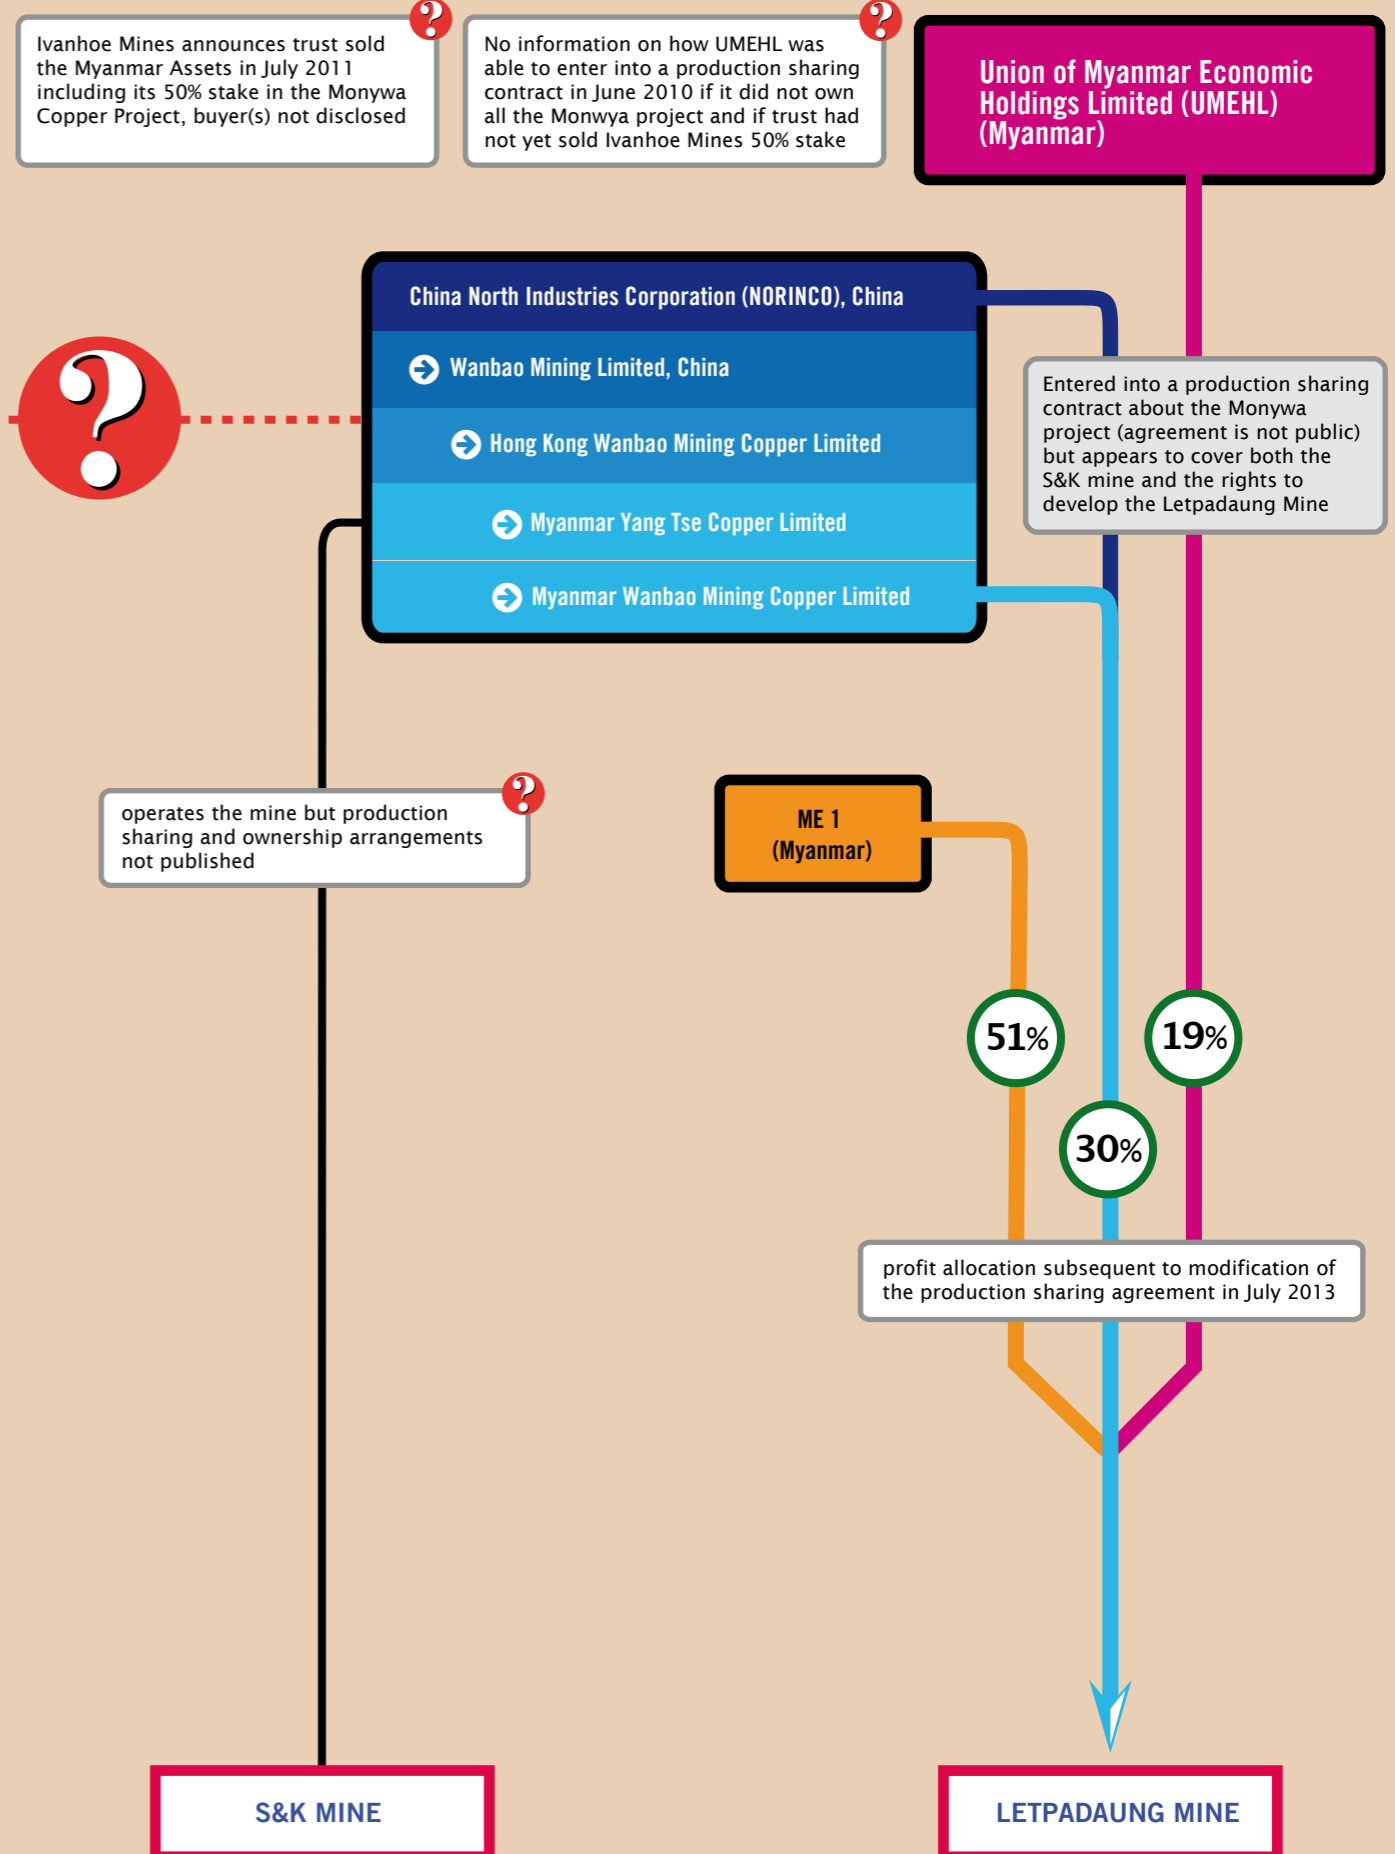 ?
Ivanhoe Mines announces trust sold
the Myanmar Assets in July 2011
including its 50% stake in the Monywa
Copper Project, buyer(s) not disclosed
?
No information on how UMEHL was
able to enter into a production sharing
contract in June 2010 if it did not own
all the Monwya project and if trust had
not yet sold Ivanhoe Mines 50% stake
Union of Myanmar Economic
Holdings Limited (UMEHL)
(Myanmar)
China North Industries Corporation (NORINCO), China
Wanbao Mining Limited, China
Hong Kong Wanbao Mining Copper Limited
Myanmar Yang Tse Copper Limited
Myanmar Wanbao Mining Copper Limited
?
Entered into a production sharing
contract about the Monywa
project (agreement is not public)
but appears to cover both the
S&K mine and the rights to
develop the Letpadaung Mine
?
operates the mine but production
sharing and ownership arrangements
not published
ME 1
(Myanmar)
51%
19%
30%
profit allocation subsequent to modification of
the production sharing agreement in July 2013
S&K MINE
LETPADAUNG MINE